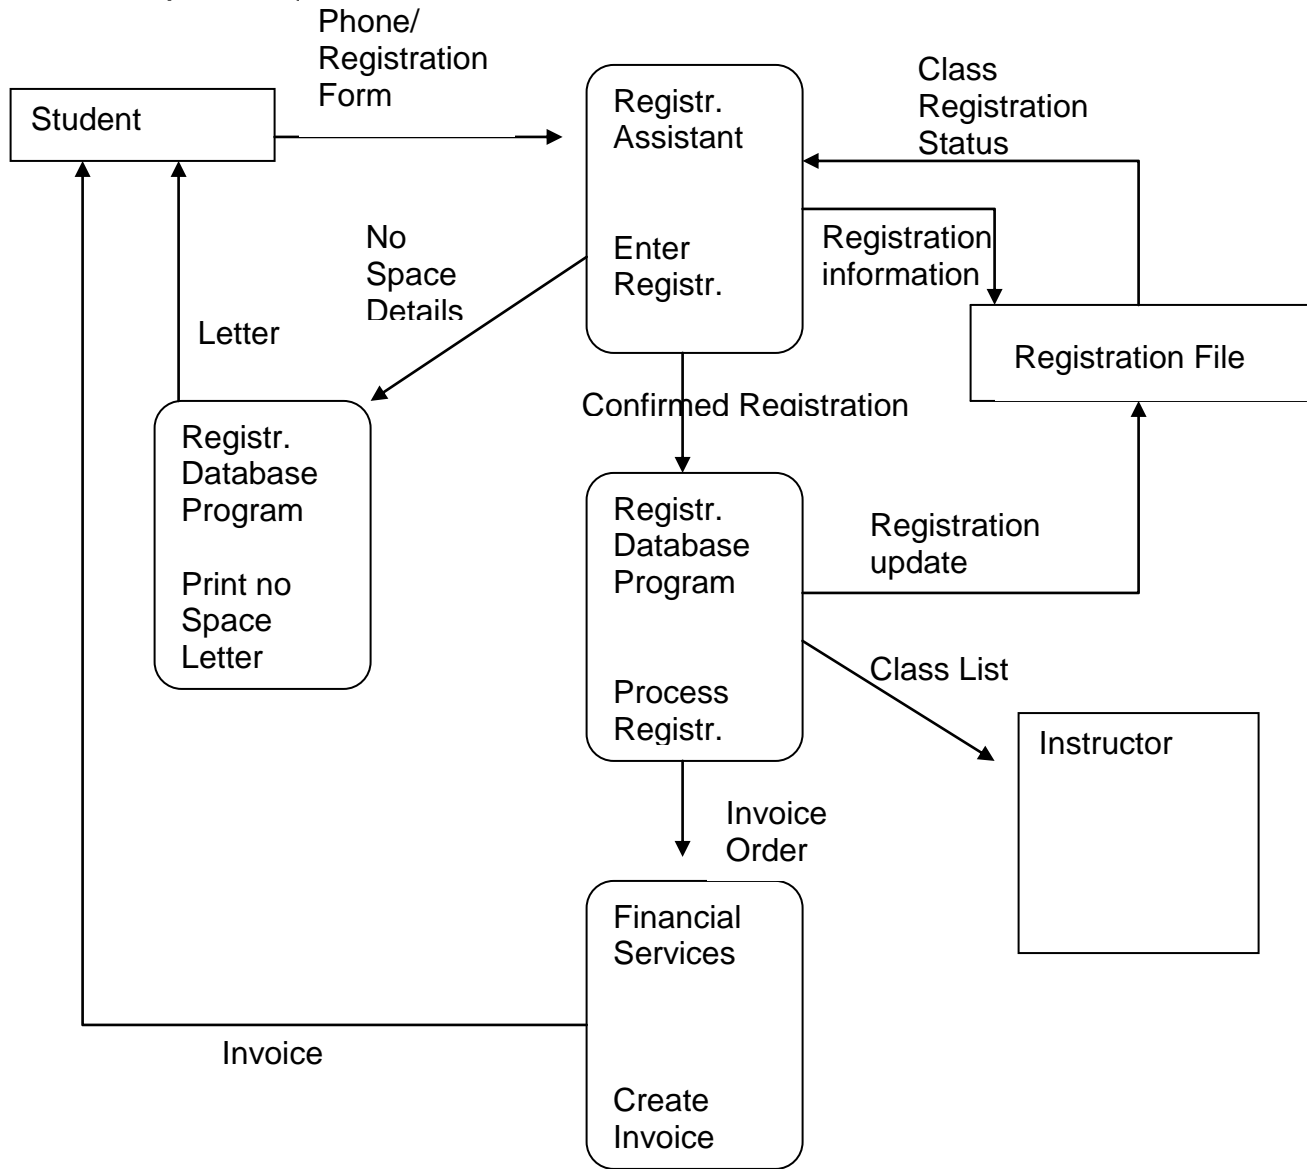 Phone/
Registration
Form
Student
Registr.
Assistant
Enter
Registr.
Class
Registration
Status
No
Space
Details
Registration
information
Letter
Registration File
Confirmed Registration
Registr.
Database
Program
Print no
Space
Letter
Registr.
Database
Program
Process
Registr.
Registration
update
Class List
Instructor
Invoice
Order
Financial
Services
Create
Invoice
Invoice